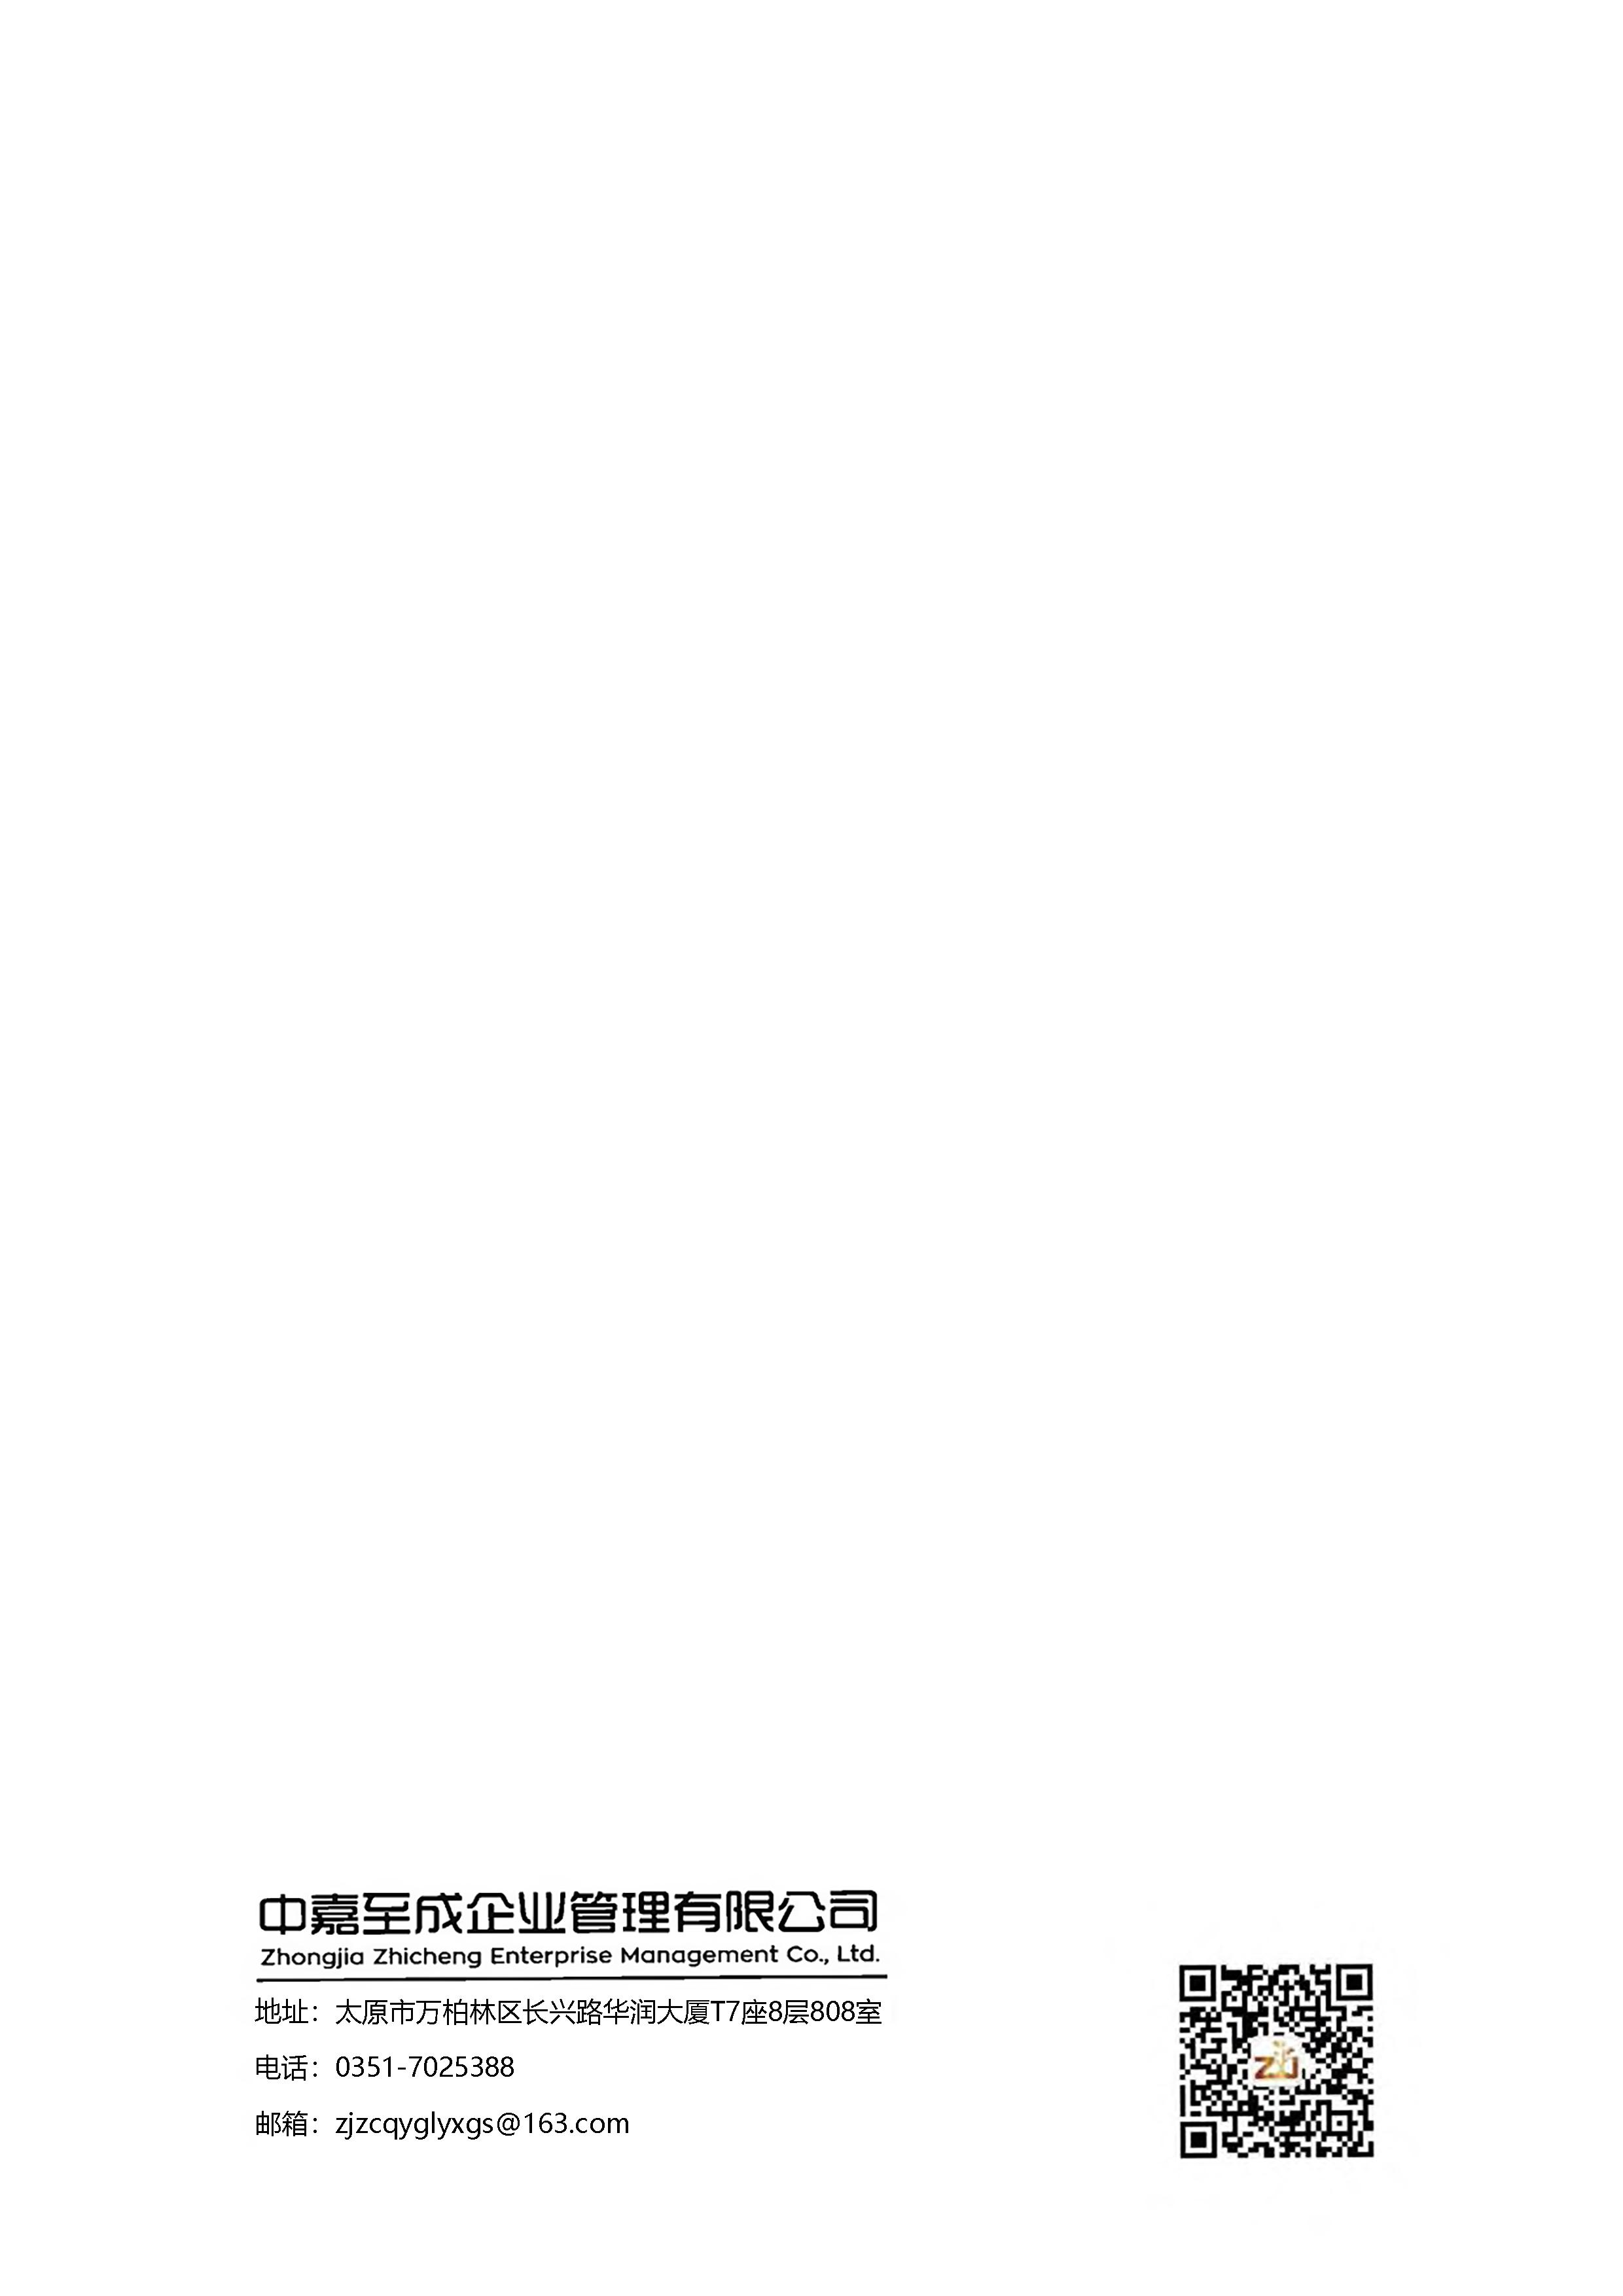 中嘉至成企业管理有限公司
Zhongjia Zhicheng Enterprise Management Co., Ltd.
地址：太原市万柏林区长兴路华润大厦T7座8层808室
电话：0351-7025388
邮箱：zjzcqyglyxgs@163.com
ZJ